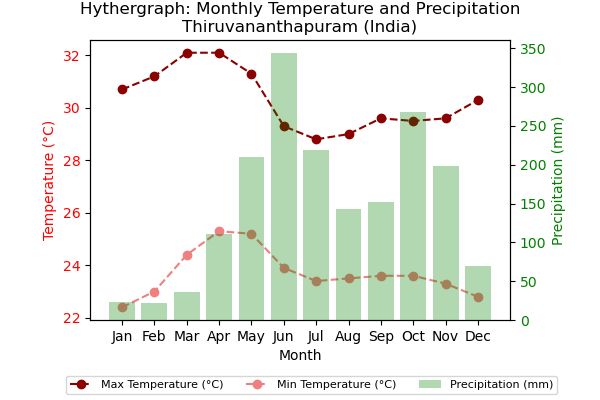 Hythergraph: Monthly Temperature and Precipitation
Thiruvananthapuram (India)
32
30
28
26
24
22
Temperature (°C)
350
300
250
200
150
100
50
0
Precipitation (mm)
Jan Feb Mar Apr May Jun Jul Aug Sep Oct Nov Dec
Month
Max Temperature (°C) Min Temperature (°C) Precipitation (mm)